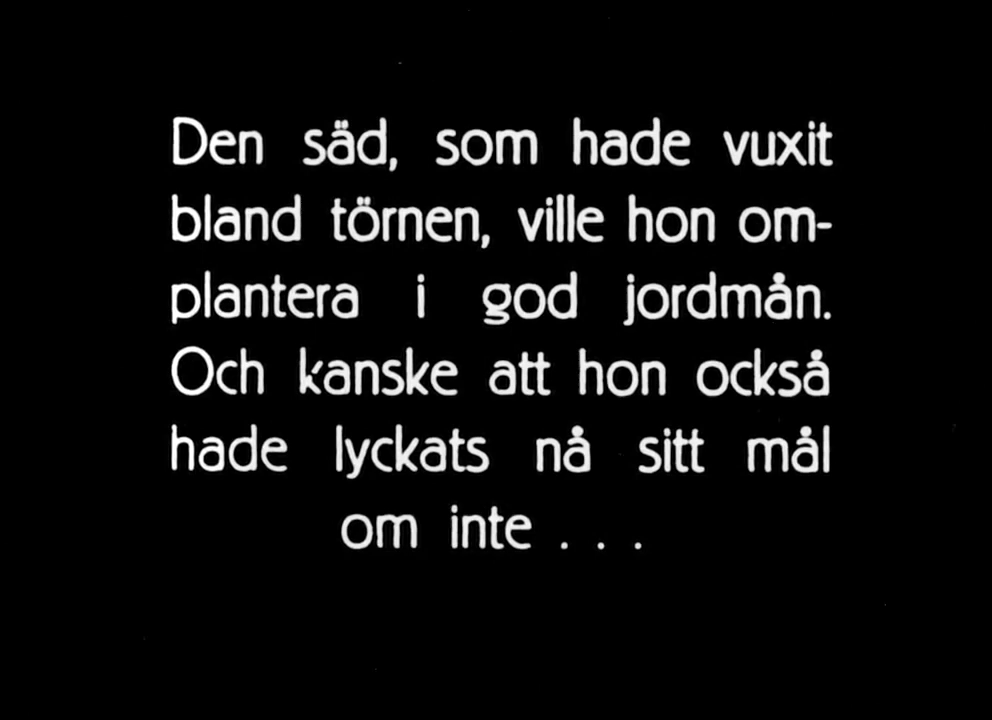 Den säd, som hade vuxit
bland törnen, ville hon om-
plantera i god jordmån.
Och kanske att hon också
hade lyckats nå sitt mål
om inte . . .